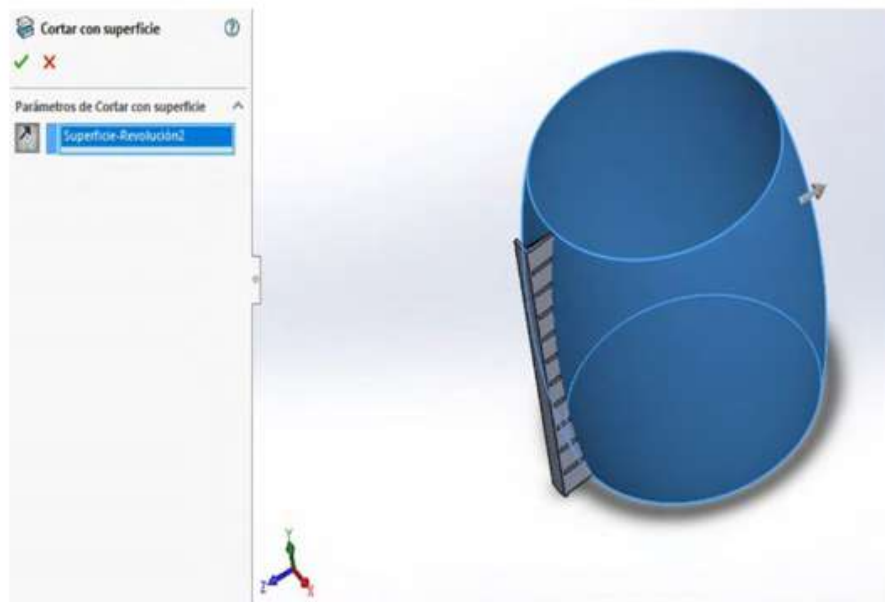 Cortar con superficie
Parámetros de Cortar con superficie
Superficie-Revolución2
Y
Z
X